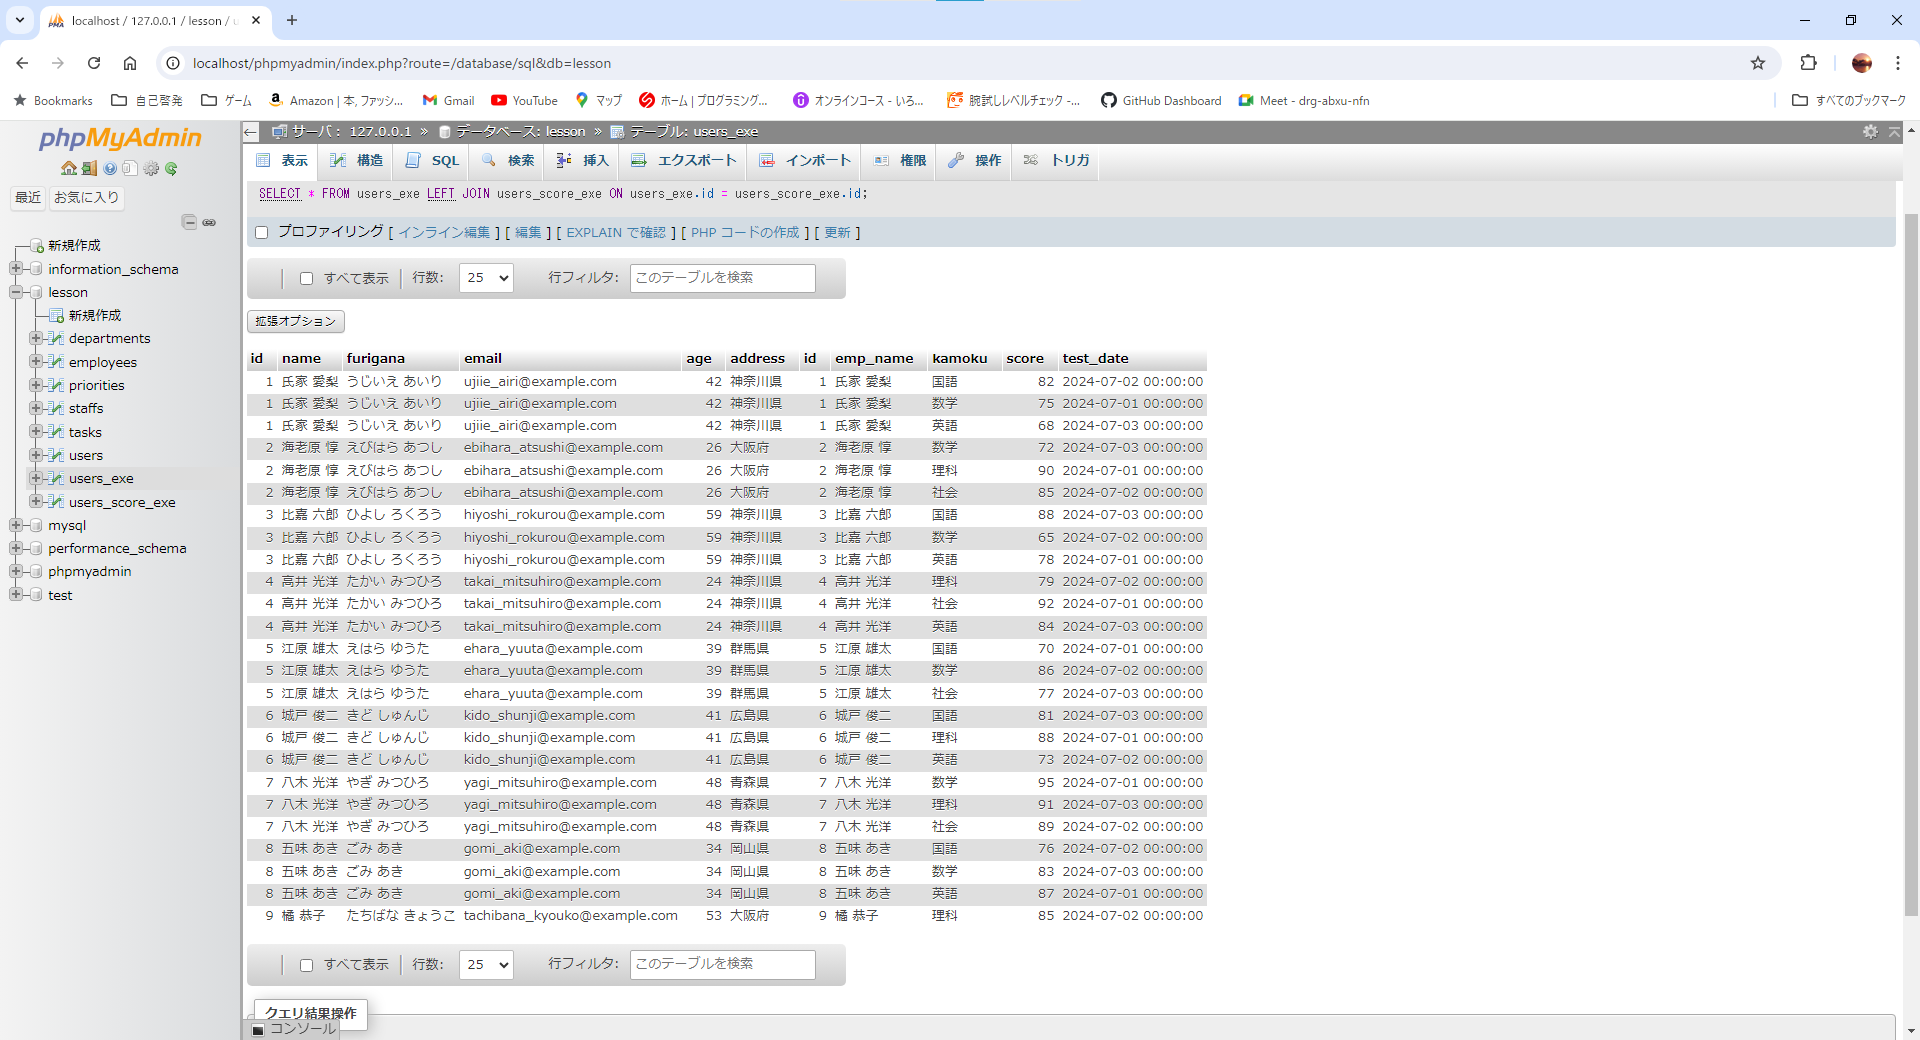 localhost / 127.0.0.1 / lesson / u
localhost/phpmyadmin/index.php?route=/database/sql&db=lesson
Bookmarks 自己啓発 ゲーム Amazon | 本, ファッシ... Gmail YouTube マップ ホーム | プログラミング... オンラインコース - いろ... 腕試しレベルチェック -... GitHub Dashboard Meet - drg-abxu-nfn すべてのブックマーク
phpMyAdmin
最近 お気に入り
新規作成
information_schema
lesson
新規作成
departments
employees
priorities
staffs
tasks
users
users_exe
users_score_exe
mysql
performance_schema
phpmyadmin
test
サーバ: 127.0.0.1 » データベース: lesson » テーブル: users_exe
表示 構造 SQL 検索 挿入 エクスポート インポート 権限 操作 トリガ
SELECT * FROM users_exe LEFT JOIN users_score_exe ON users_exe.id = users_score_exe.id;
プロファイリング [ インライン編集 ] [ 編集 ] [ EXPLAIN で確認 ] [ PHP コードの作成 ] [ 更新 ]
すべて表示 行数: 25 行フィルタ: このテーブルを検索
拡張オプション
id name furigana email age address id emp_name kamoku score test_date
1 氏家 愛梨 うじいえ あいり ujiie_airi@example.com 42 神奈川県 1 氏家 愛梨 国語 82 2024-07-02 00:00:00
1 氏家 愛梨 うじいえ あいり ujiie_airi@example.com 42 神奈川県 1 氏家 愛梨 数学 75 2024-07-01 00:00:00
1 氏家 愛梨 うじいえ あいり ujiie_airi@example.com 42 神奈川県 1 氏家 愛梨 英語 68 2024-07-03 00:00:00
2 海老原 惇 えびはら あつし ebihara_atsushi@example.com 26 大阪府 2 海老原 惇 数学 72 2024-07-03 00:00:00
2 海老原 惇 えびはら あつし ebihara_atsushi@example.com 26 大阪府 2 海老原 惇 理科 90 2024-07-01 00:00:00
2 海老原 惇 えびはら あつし ebihara_atsushi@example.com 26 大阪府 2 海老原 惇 社会 85 2024-07-02 00:00:00
3 比嘉 六郎 ひよし ろくろう hiyoshi_rokurou@example.com 59 神奈川県 3 比嘉 六郎 国語 88 2024-07-03 00:00:00
3 比嘉 六郎 ひよし ろくろう hiyoshi_rokurou@example.com 59 神奈川県 3 比嘉 六郎 数学 65 2024-07-02 00:00:00
3 比嘉 六郎 ひよし ろくろう hiyoshi_rokurou@example.com 59 神奈川県 3 比嘉 六郎 英語 78 2024-07-01 00:00:00
4 高井 光洋 たかい みつひろ takai_mitsuhiro@example.com 24 神奈川県 4 高井 光洋 理科 79 2024-07-02 00:00:00
4 高井 光洋 たかい みつひろ takai_mitsuhiro@example.com 24 神奈川県 4 高井 光洋 社会 92 2024-07-01 00:00:00
4 高井 光洋 たかい みつひろ takai_mitsuhiro@example.com 24 神奈川県 4 高井 光洋 英語 84 2024-07-03 00:00:00
5 江原 雄太 えはら ゆうた ehara_yuuta@example.com 39 群馬県 5 江原 雄太 国語 70 2024-07-01 00:00:00
5 江原 雄太 えはら ゆうた ehara_yuuta@example.com 39 群馬県 5 江原 雄太 数学 86 2024-07-02 00:00:00
5 江原 雄太 えはら ゆうた ehara_yuuta@example.com 39 群馬県 5 江原 雄太 社会 77 2024-07-03 00:00:00
6 城戸 俊二 きど しゅんじ kido_shunji@example.com 41 広島県 6 城戸 俊二 国語 81 2024-07-03 00:00:00
6 城戸 俊二 きど しゅんじ kido_shunji@example.com 41 広島県 6 城戸 俊二 理科 88 2024-07-01 00:00:00
6 城戸 俊二 きど しゅんじ kido_shunji@example.com 41 広島県 6 城戸 俊二 英語 73 2024-07-02 00:00:00
7 八木 光洋 やぎ みつひろ yagi_mitsuhiro@example.com 48 青森県 7 八木 光洋 数学 95 2024-07-01 00:00:00
7 八木 光洋 やぎ みつひろ yagi_mitsuhiro@example.com 48 青森県 7 八木 光洋 理科 91 2024-07-03 00:00:00
7 八木 光洋 やぎ みつひろ yagi_mitsuhiro@example.com 48 青森県 7 八木 光洋 社会 89 2024-07-02 00:00:00
8 五味 あき ごみ あき gomi_aki@example.com 34 岡山県 8 五味 あき 国語 76 2024-07-02 00:00:00
8 五味 あき ごみ あき gomi_aki@example.com 34 岡山県 8 五味 あき 数学 83 2024-07-03 00:00:00
8 五味 あき ごみ あき gomi_aki@example.com 34 岡山県 8 五味 あき 英語 87 2024-07-01 00:00:00
9 橘 恭子 たちばな きょうこ tachibana_kyouko@example.com 53 大阪府 9 橘 恭子 理科 85 2024-07-02 00:00:00
すべて表示 行数: 25 行フィルタ: このテーブルを検索
クエリ結果操作
コンソール